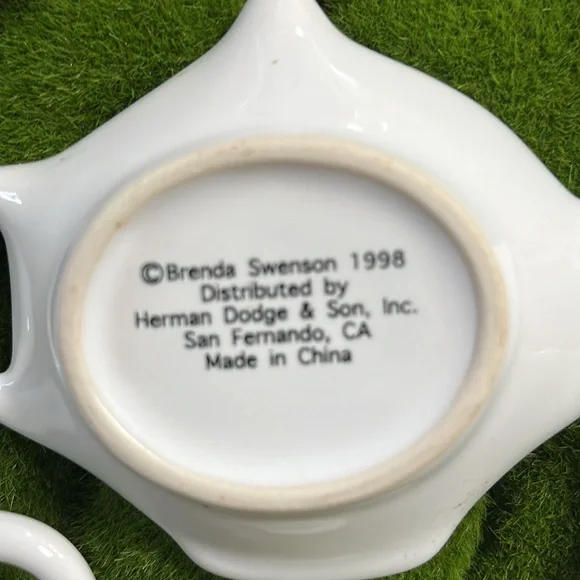 ©Brenda Swenson 1998
Distributed by
Herman Dodge & Son, Inc.
San Fernando, CA
Made in China